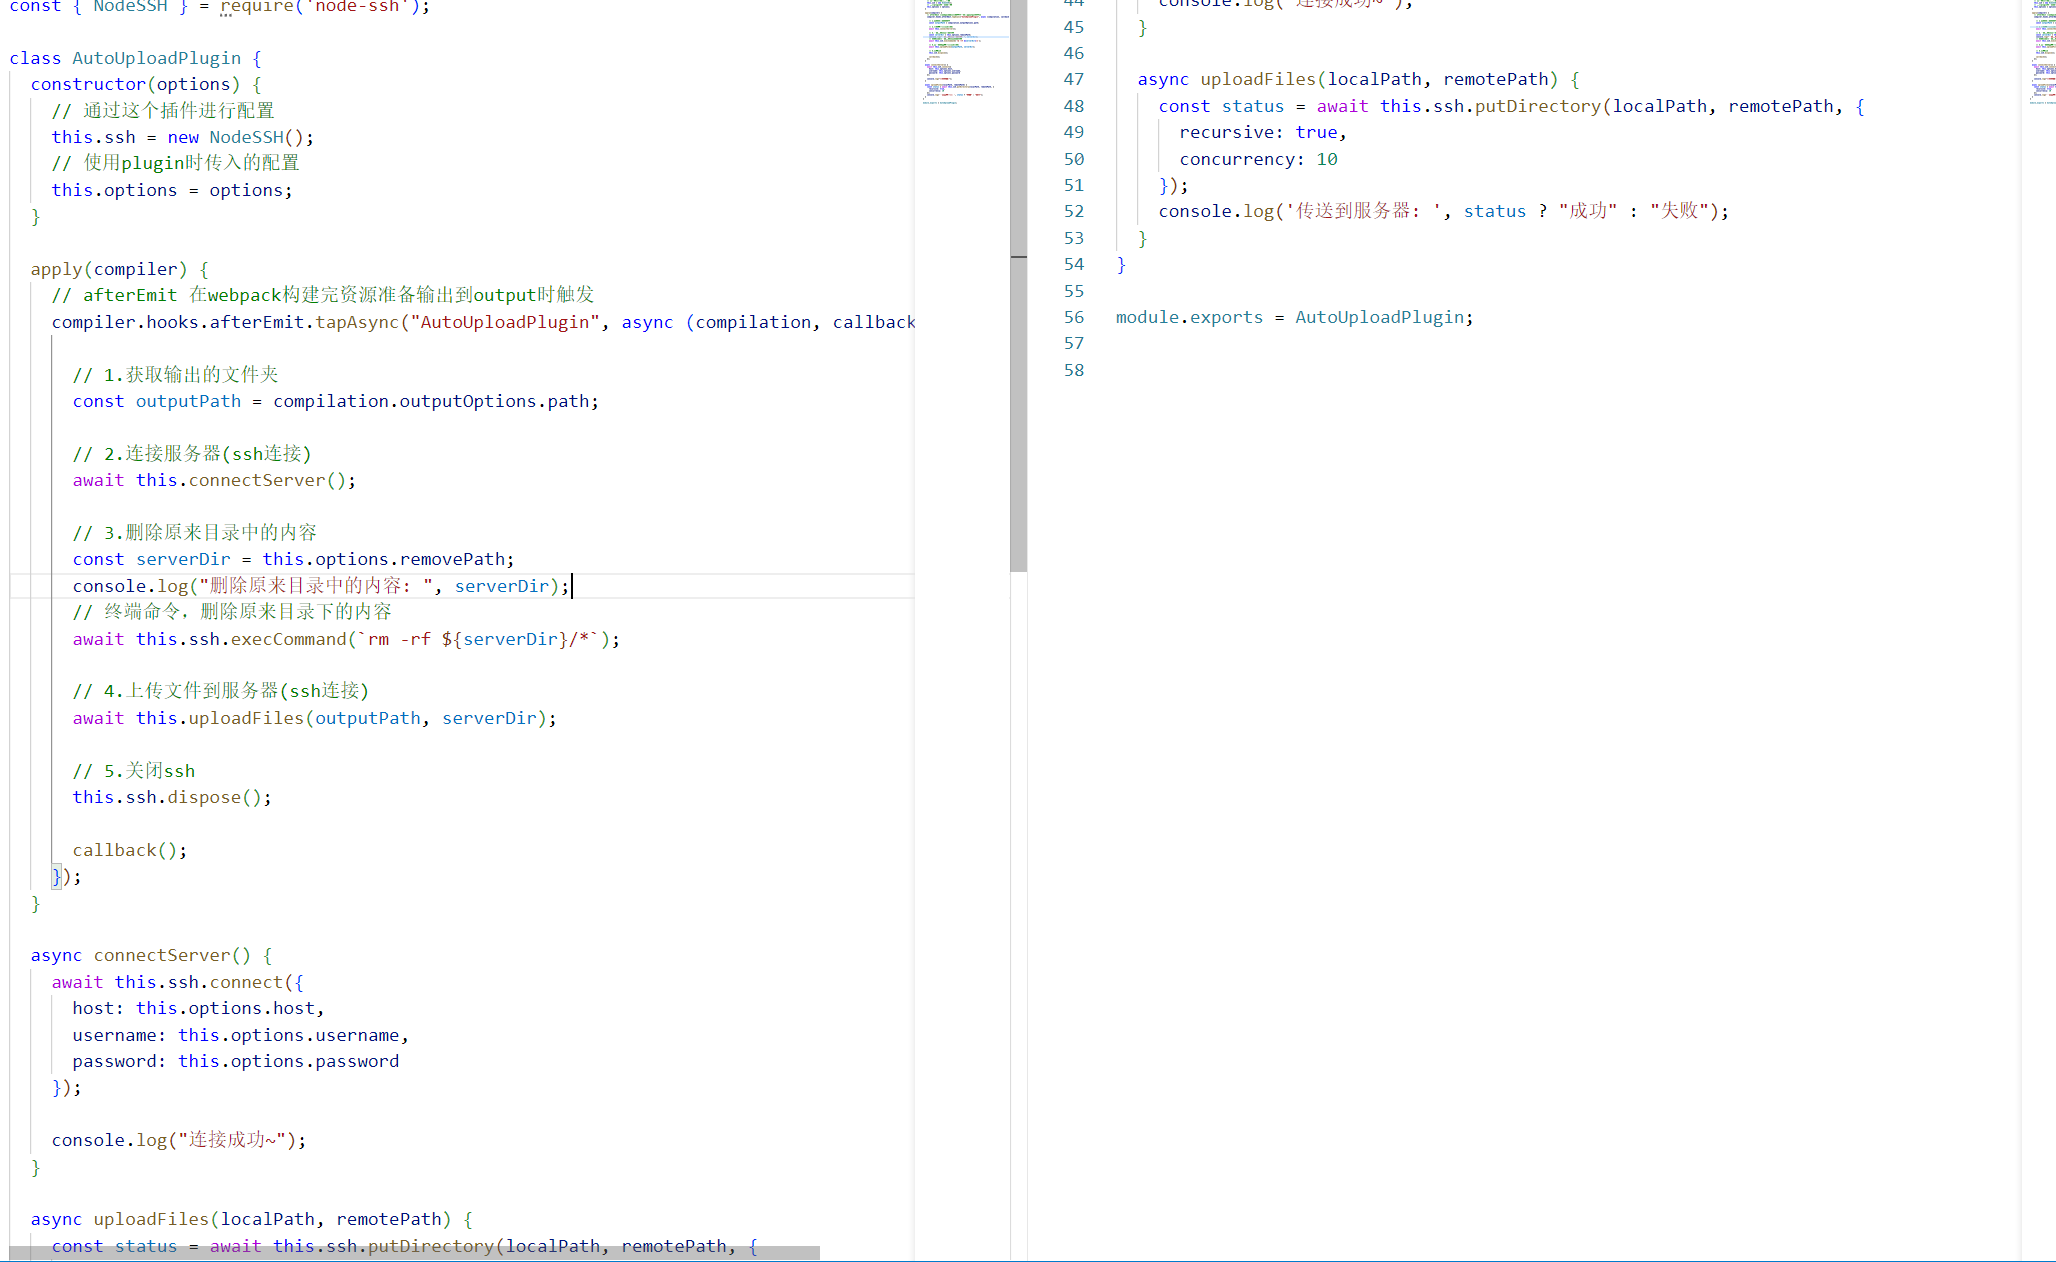 const { NodeSSH } = require('node-ssh');
class AutoUploadPlugin {
constructor(options) {
// 通过这个插件进行配置
this.ssh = new NodeSSH();
// 使用plugin时传入的配置
this.options = options;
}
apply(compiler) {
// afterEmit 在webpack构建完资源准备输出到output时触发
compiler.hooks.afterEmit.tapAsync("AutoUploadPlugin", async (compilation, callback
// 1.获取输出的文件夹
const outputPath = compilation.outputOptions.path;
// 2.连接服务器(ssh连接)
await this.connectServer();
// 3.删除原来目录中的内容
const serverDir = this.options.removePath;
console.log("删除原来目录中的内容: ", serverDir);
// 终端命令，删除原来目录下的内容
await this.ssh.execCommand(`rm -rf ${serverDir}/*`);
// 4.上传文件到服务器(ssh连接)
await this.uploadFiles(outputPath, serverDir);
// 5.关闭ssh
this.ssh.dispose();
callback();
});
}
async connectServer() {
await this.ssh.connect({
host: this.options.host,
username: this.options.username,
password: this.options.password
});
console.log("连接成功~");
}
async uploadFiles(localPath, remotePath) {
const status = await this.ssh.putDirectory(localPath, remotePath, {
44 console.log("连接成功~");
45 }
46
47 async uploadFiles(localPath, remotePath) {
48 const status = await this.ssh.putDirectory(localPath, remotePath, {
49 recursive: true,
50 concurrency: 10
51 });
52 console.log('传送到服务器: ', status ? "成功" : "失败");
53 }
54 }
55
56 module.exports = AutoUploadPlugin;
57
58